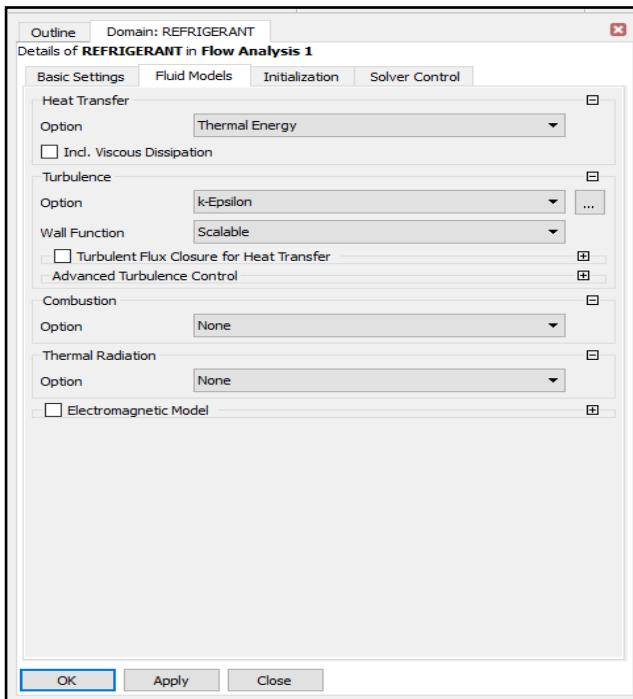 Outline Domain: REFRIGERANT
Details of REFRIGERANT in Flow Analysis 1
Basic Settings Fluid Models Initialization Solver Control
Heat Transfer
Option Thermal Energy
Incl. Viscous Dissipation
Turbulence
Option k-Epsilon ...
Wall Function Scalable
Turbulent Flux Closure for Heat Transfer
Advanced Turbulence Control
Combustion
Option None
Thermal Radiation
Option None
Electromagnetic Model
OK Apply Close